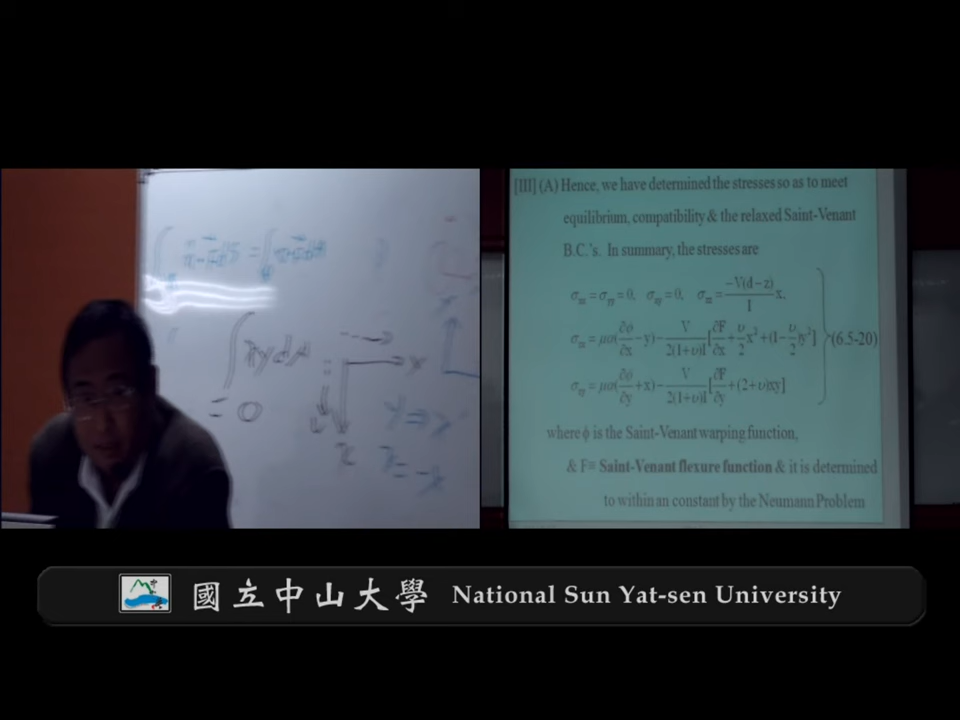 ∫ xy dA
= 0
x
y ⇒ x
x = -y
[III] (A) Hence, we have determined the stresses so as to meet
equilibrium, compatibility & the relaxed Saint-Venant
B.C.'s. In summary, the stresses are
σxx = σyy = 0, σxy = 0, σzz = -V(d-z)/I x,
σxz = μα(∂ϕ/∂x - y) - V/2(1+υ)I [∂F/∂x + υ/2 x² + (1-υ/2)y²] (6.5-20)
σzy = μα(∂ϕ/∂y + x) - V/2(1+υ)I [∂F/∂y + (2+υ)xy]
where ϕ is the Saint-Venant warping function,
& F≡ Saint-Venant flexure function & it is determined
to within an constant by the Neumann Problem
國立中山大學 National Sun Yat-sen University